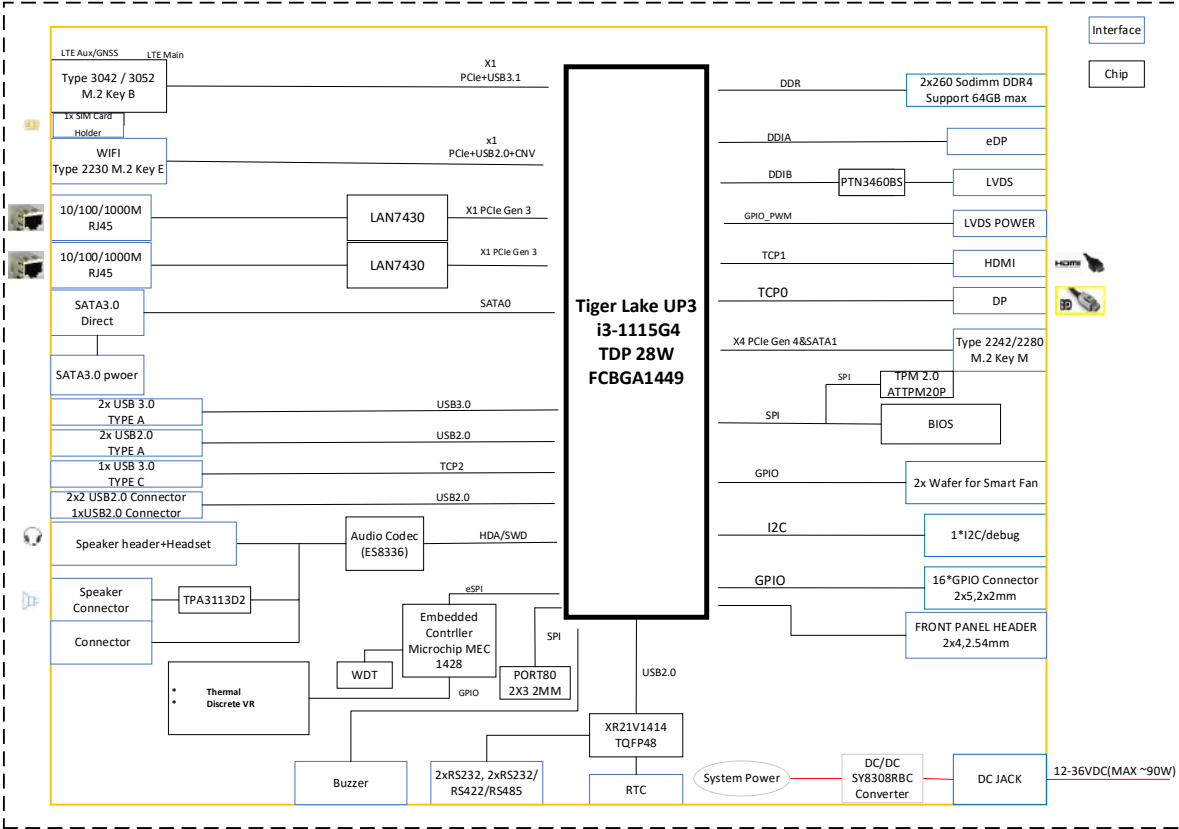 Interface
Chip
LTE Aux/GNSS
LTE Main
Type 3042 / 3052
M.2 Key B
X1
PCIe+USB3.1
1x SIM Card
Holder
WIFI
Type 2230 M.2 Key E
x1
PCIe+USB2.0+CNV
10/100/1000M
RJ45
LAN7430
X1 PCIe Gen 3
10/100/1000M
RJ45
LAN7430
X1 PCIe Gen 3
SATA3.0
Direct
SATA0
SATA3.0 pwoer
2x USB 3.0
TYPE A
USB3.0
2x USB2.0
TYPE A
USB2.0
1x USB 3.0
TYPE C
TCP2
2x2 USB2.0 Connector
1xUSB2.0 Connector
USB2.0
Speaker header+Headset
Audio Codec
(ES8336)
HDA/SWD
Speaker
Connector
TPA3113D2
Connector
eSPI
Embedded
Contrller
Microchip MEC
1428
WDT
GPIO
Thermal
Discrete VR
SPI
PORT80
2X3 2MM
Buzzer
Tiger Lake UP3
i3-1115G4
TDP 28W
FCBGA1449
USB2.0
XR21V1414
TQFP48
2xRS232, 2xRS232/
RS422/RS485
RTC
DDR
2x260 Sodimm DDR4
Support 64GB max
DDIA
eDP
DDIB
PTN3460BS
LVDS
GPIO_PWM
LVDS POWER
TCP1
HDMI
HDMI
TCP0
DP
X4 PCIe Gen 4&SATA1
Type 2242/2280
M.2 Key M
SPI
TPM 2.0
ATTPM20P
SPI
BIOS
GPIO
2x Wafer for Smart Fan
I2C
1*I2C/debug
GPIO
16*GPIO Connector
2x5,2x2mm
FRONT PANEL HEADER
2x4,2.54mm
System Power
DC/DC
SY8308RBC
Converter
DC JACK
12-36VDC(MAX ~90W)